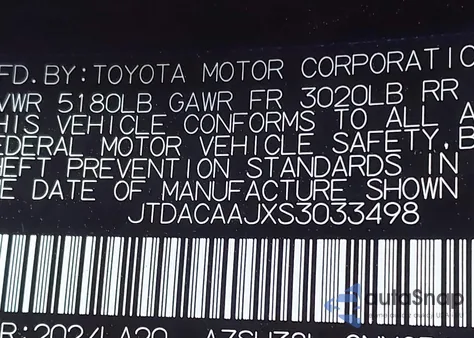 FD.BY:TOYOTA MOTOR CORPORATIO
VWR 5180LB GAWR FR 3020LB RR
HIS VEHICLE CONFORMS TO ALL A
FEDERAL MOTOR VEHICLE SAFETY, B
HEFT PREVENTION STANDARDS IN
E DATE OF MANUFACTURE SHOWN
JTDACAAJXS3033498
autoSnap